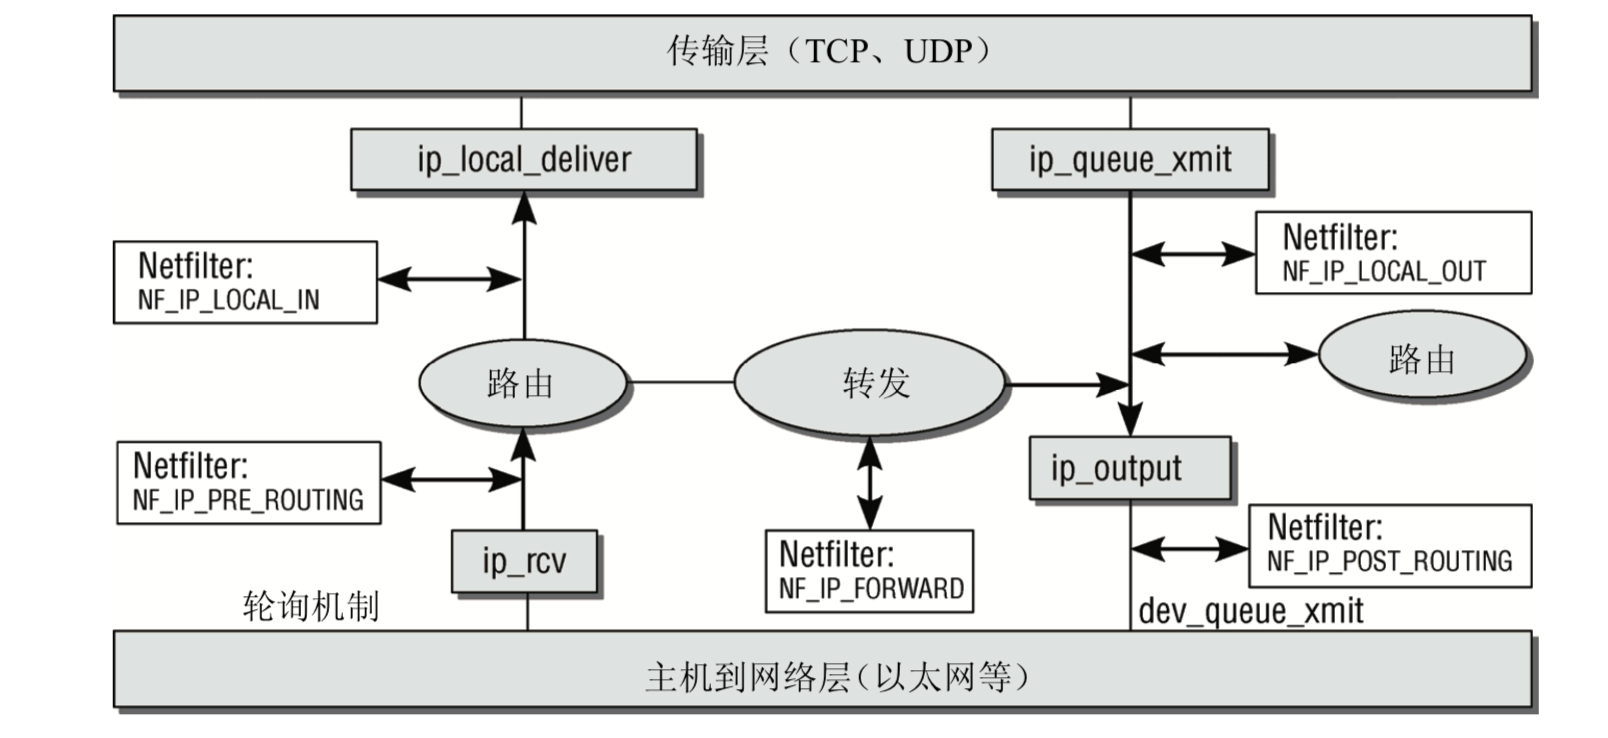 传输层（TCP、UDP）
ip_local_deliver
ip_queue_xmit
Netfilter:
NF_IP_LOCAL_IN
Netfilter:
NF_IP_LOCAL_OUT
路由
转发
路由
Netfilter:
NF_IP_PRE_ROUTING
ip_output
ip_rcv
Netfilter:
NF_IP_FORWARD
Netfilter:
NF_IP_POST_ROUTING
轮询机制
dev_queue_xmit
主机到网络层（以太网等）